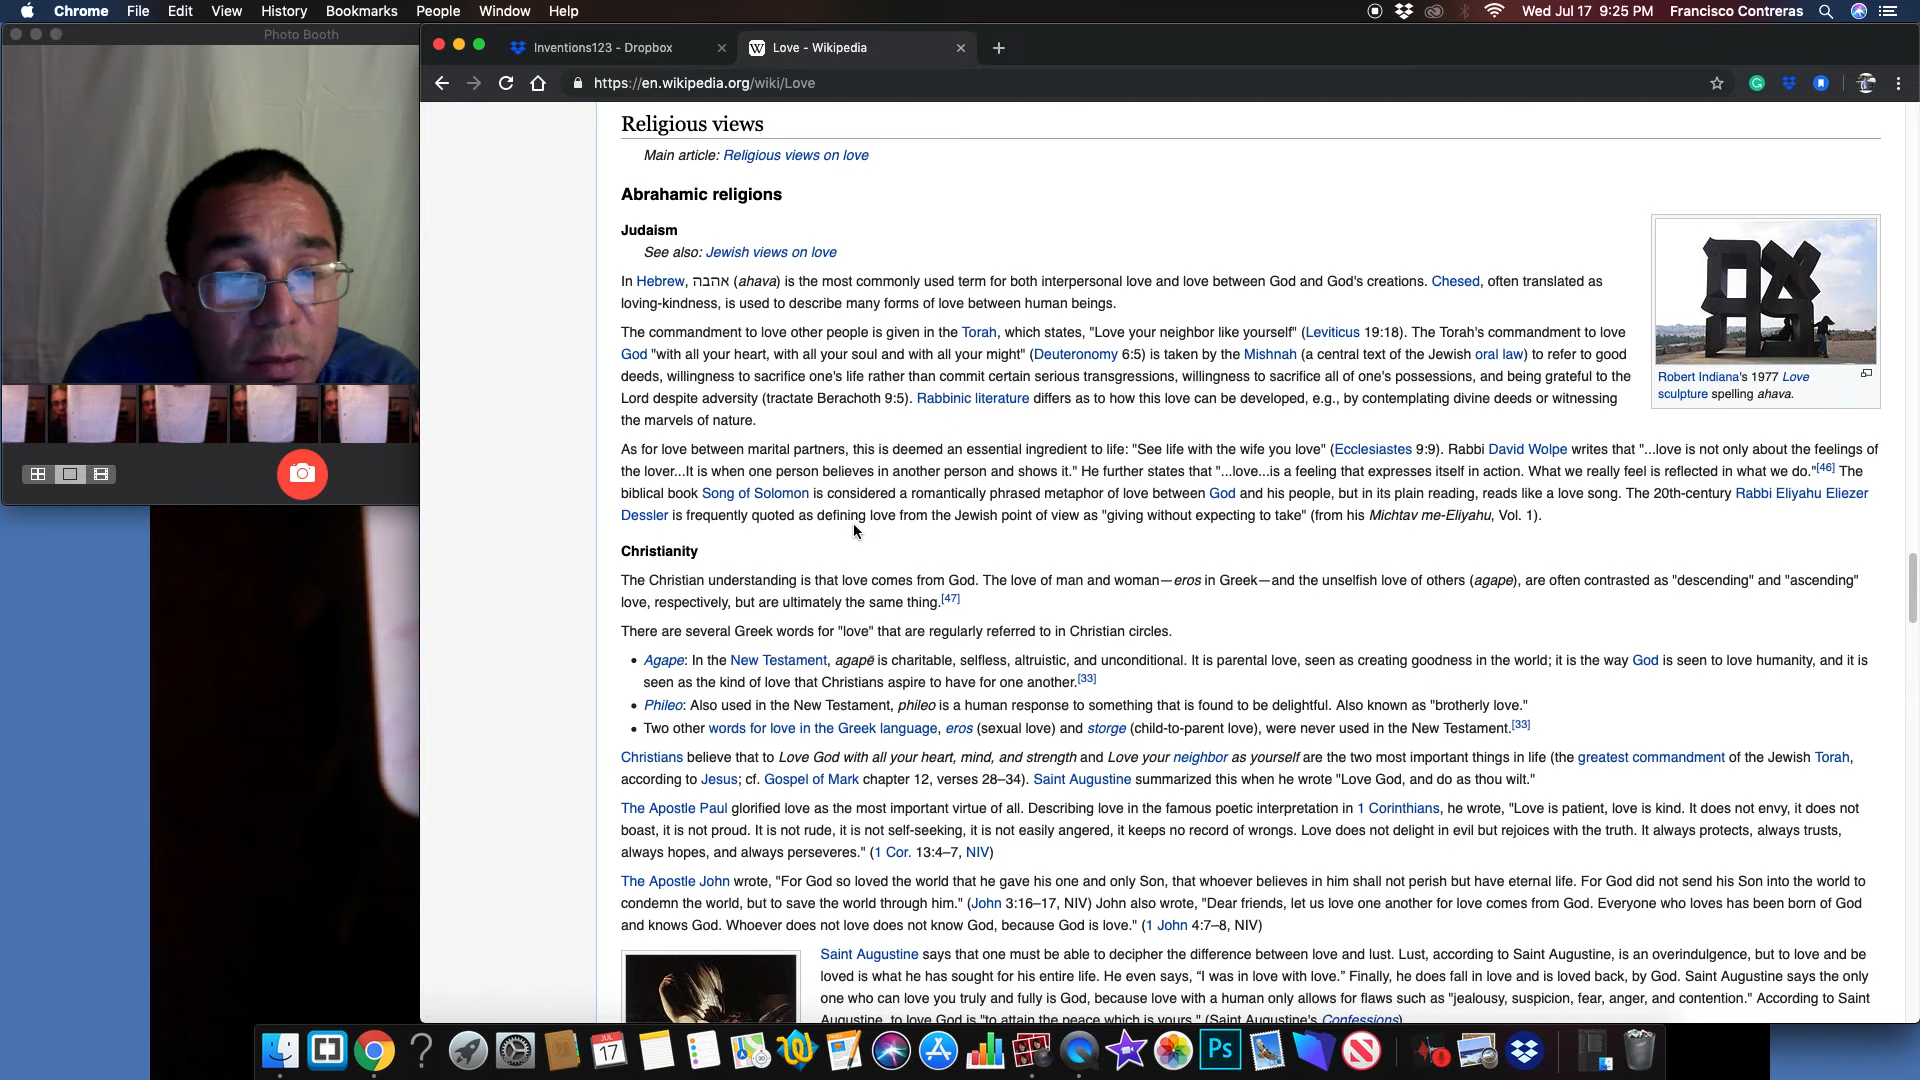 Chrome File Edit View History Bookmarks People Window Help
Wed Jul 17 9:25 PM Francisco Contreras
Photo Booth
Inventions123 - Dropbox
W Love - Wikipedia
https://en.wikipedia.org/wiki/Love
Religious views
Main article: Religious views on love
Abrahamic religions
Judaism
See also: Jewish views on love
In Hebrew, אהבה (ahava) is the most commonly used term for both interpersonal love and love between God and God's creations. Chesed, often translated as
loving-kindness, is used to describe many forms of love between human beings.
The commandment to love other people is given in the Torah, which states, "Love your neighbor like yourself" (Leviticus 19:18). The Torah's commandment to love
God "with all your heart, with all your soul and with all your might" (Deuteronomy 6:5) is taken by the Mishnah (a central text of the Jewish oral law) to refer to good
deeds, willingness to sacrifice one's life rather than commit certain serious transgressions, willingness to sacrifice all of one's possessions, and being grateful to the
Lord despite adversity (tractate Berachoth 9:5). Rabbinic literature differs as to how this love can be developed, e.g., by contemplating divine deeds or witnessing
the marvels of nature.
Robert Indiana's 1977 Love
sculpture spelling ahava.
As for love between marital partners, this is deemed an essential ingredient to life: "See life with the wife you love" (Ecclesiastes 9:9). Rabbi David Wolpe writes that "...love is not only about the feelings of
the lover...It is when one person believes in another person and shows it." He further states that "...love...is a feeling that expresses itself in action. What we really feel is reflected in what we do."[46] The
biblical book Song of Solomon is considered a romantically phrased metaphor of love between God and his people, but in its plain reading, reads like a love song. The 20th-century Rabbi Eliyahu Eliezer
Dessler is frequently quoted as defining love from the Jewish point of view as "giving without expecting to take" (from his Michtav me-Eliyahu, Vol. 1).
Christianity
The Christian understanding is that love comes from God. The love of man and woman—eros in Greek—and the unselfish love of others (agape), are often contrasted as "descending" and "ascending"
love, respectively, but are ultimately the same thing.[47]
There are several Greek words for "love" that are regularly referred to in Christian circles.
• Agape: In the New Testament, agapē is charitable, selfless, altruistic, and unconditional. It is parental love, seen as creating goodness in the world; it is the way God is seen to love humanity, and it is
seen as the kind of love that Christians aspire to have for one another.[33]
• Phileo: Also used in the New Testament, phileo is a human response to something that is found to be delightful. Also known as "brotherly love."
• Two other words for love in the Greek language, eros (sexual love) and storge (child-to-parent love), were never used in the New Testament.[33]
Christians believe that to Love God with all your heart, mind, and strength and Love your neighbor as yourself are the two most important things in life (the greatest commandment of the Jewish Torah,
according to Jesus; cf. Gospel of Mark chapter 12, verses 28–34). Saint Augustine summarized this when he wrote "Love God, and do as thou wilt."
The Apostle Paul glorified love as the most important virtue of all. Describing love in the famous poetic interpretation in 1 Corinthians, he wrote, "Love is patient, love is kind. It does not envy, it does not
boast, it is not proud. It is not rude, it is not self-seeking, it is not easily angered, it keeps no record of wrongs. Love does not delight in evil but rejoices with the truth. It always protects, always trusts,
always hopes, and always perseveres." (1 Cor. 13:4–7, NIV)
The Apostle John wrote, "For God so loved the world that he gave his one and only Son, that whoever believes in him shall not perish but have eternal life. For God did not send his Son into the world to
condemn the world, but to save the world through him." (John 3:16–17, NIV) John also wrote, "Dear friends, let us love one another for love comes from God. Everyone who loves has been born of God
and knows God. Whoever does not love does not know God, because God is love." (1 John 4:7–8, NIV)
Saint Augustine says that one must be able to decipher the difference between love and lust. Lust, according to Saint Augustine, is an overindulgence, but to love and be
loved is what he has sought for his entire life. He even says, “I was in love with love.” Finally, he does fall in love and is loved back, by God. Saint Augustine says the only
one who can love you truly and fully is God, because love with a human only allows for flaws such as "jealousy, suspicion, fear, anger, and contention." According to Saint
Augustine, to love God is "to attain the peace which is yours." (Saint Augustine's Confessions)
JUL
17
Ps